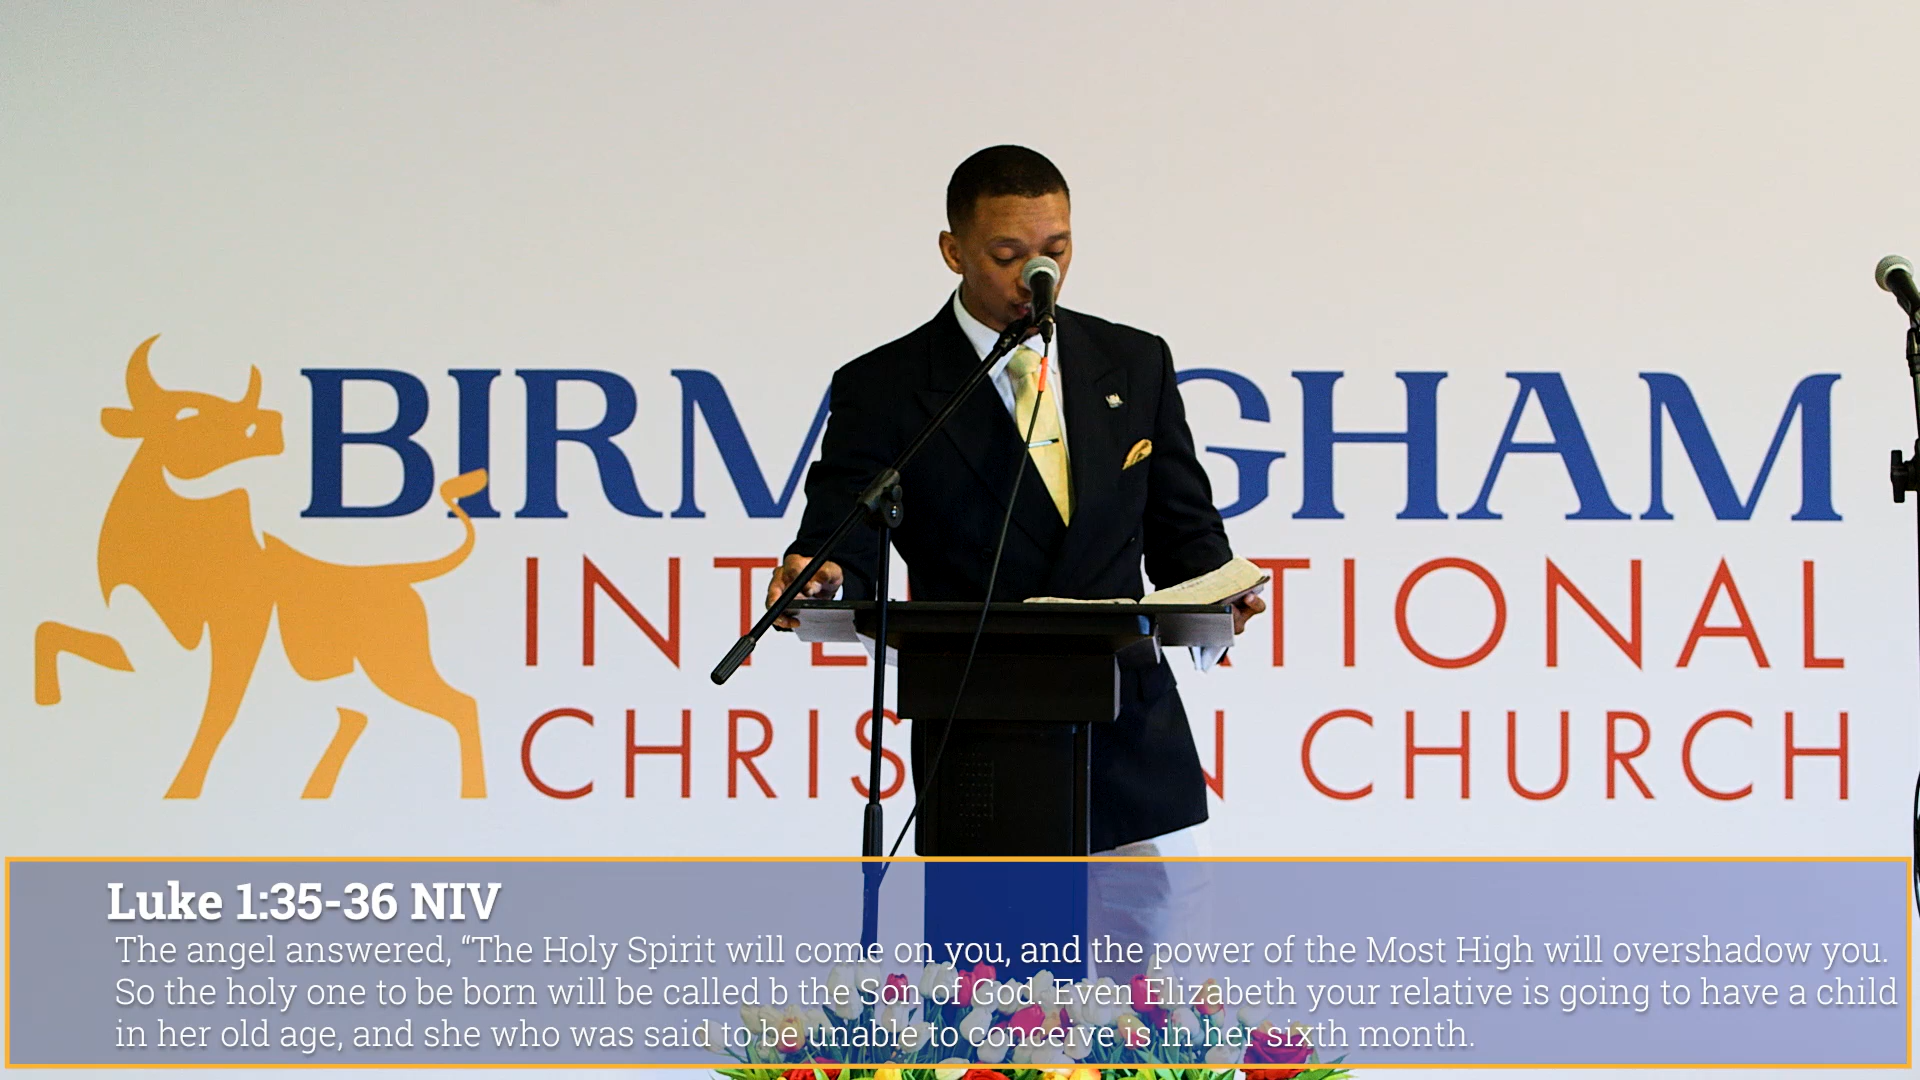 BIRM GHAM
INTE TIONAL
CHRIS N CHURCH
Luke 1:35-36 NIV
The angel answered, “The Holy Spirit will come on you, and the power of the Most High will overshadow you.
So the holy one to be born will be called b the Son of God. Even Elizabeth your relative is going to have a child
in her old age, and she who was said to be unable to conceive is in her sixth month.